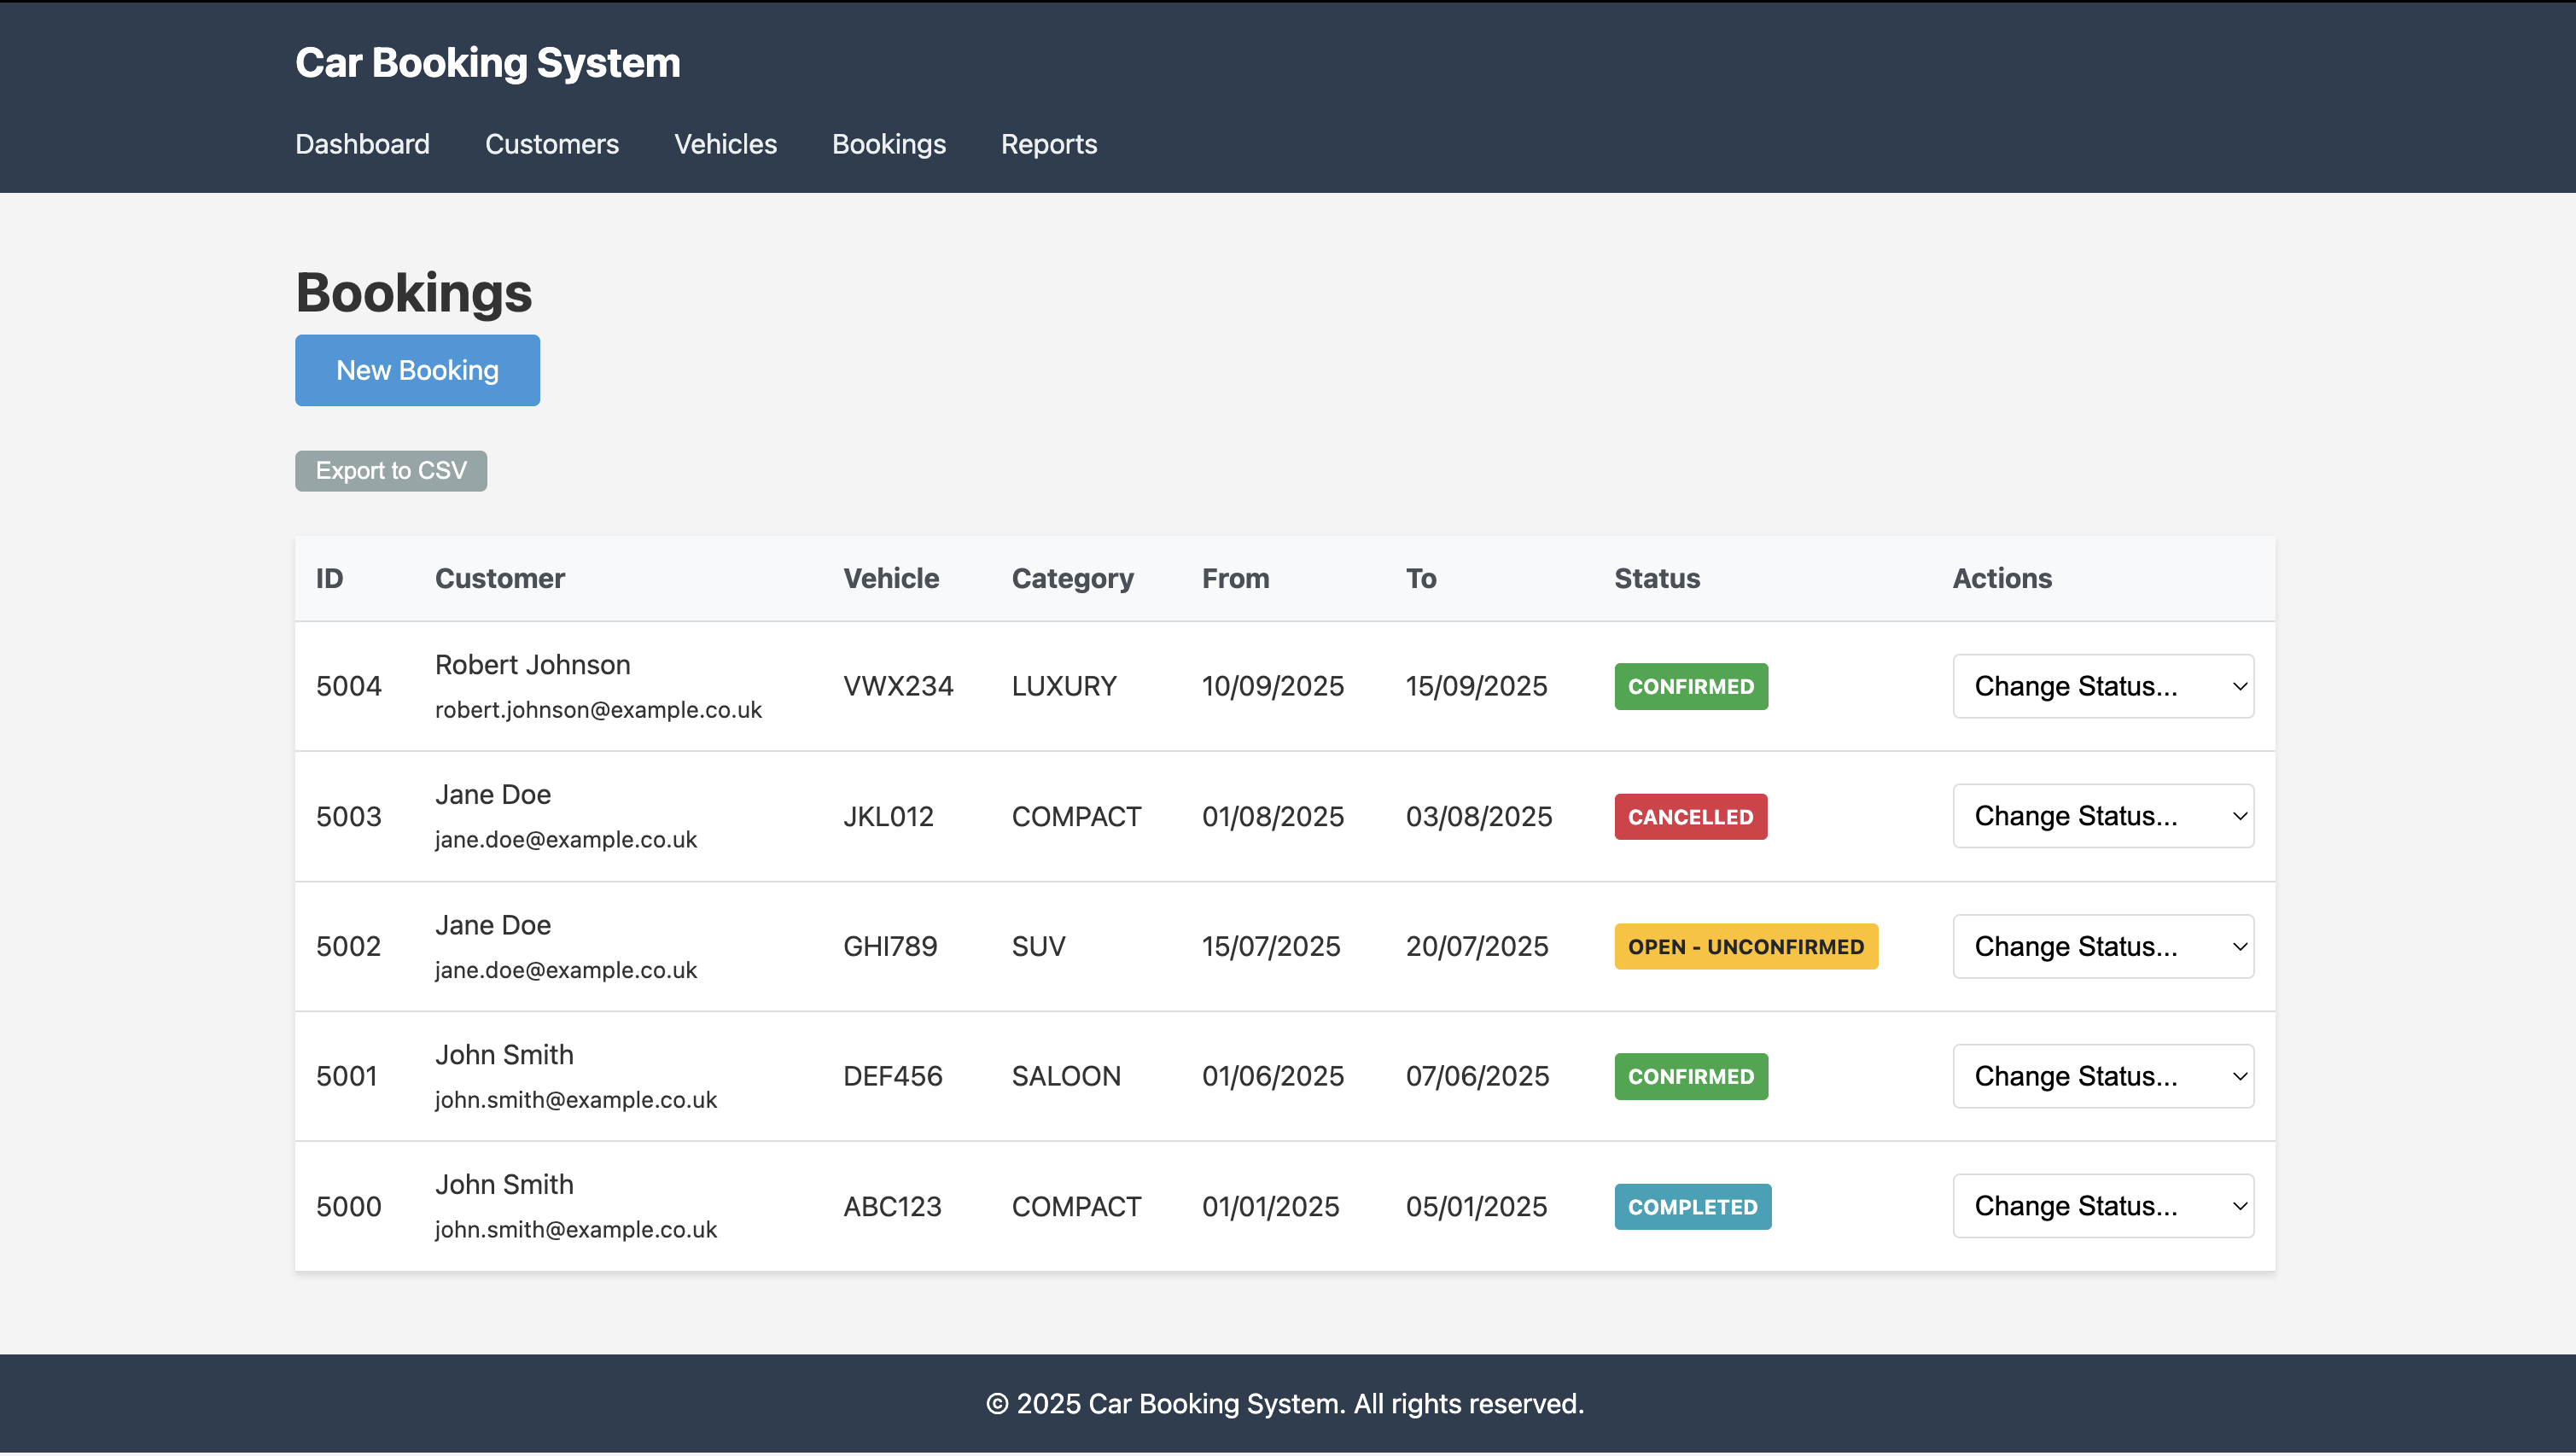 Car Booking System
Dashboard Customers Vehicles Bookings Reports
Bookings
New Booking
Export to CSV
ID Customer Vehicle Category From To Status Actions
5004 Robert Johnson robert.johnson@example.co.uk VWX234 LUXURY 10/09/2025 15/09/2025 CONFIRMED Change Status...
5003 Jane Doe jane.doe@example.co.uk JKL012 COMPACT 01/08/2025 03/08/2025 CANCELLED Change Status...
5002 Jane Doe jane.doe@example.co.uk GHI789 SUV 15/07/2025 20/07/2025 OPEN - UNCONFIRMED Change Status...
5001 John Smith john.smith@example.co.uk DEF456 SALOON 01/06/2025 07/06/2025 CONFIRMED Change Status...
5000 John Smith john.smith@example.co.uk ABC123 COMPACT 01/01/2025 05/01/2025 COMPLETED Change Status...
© 2025 Car Booking System. All rights reserved.